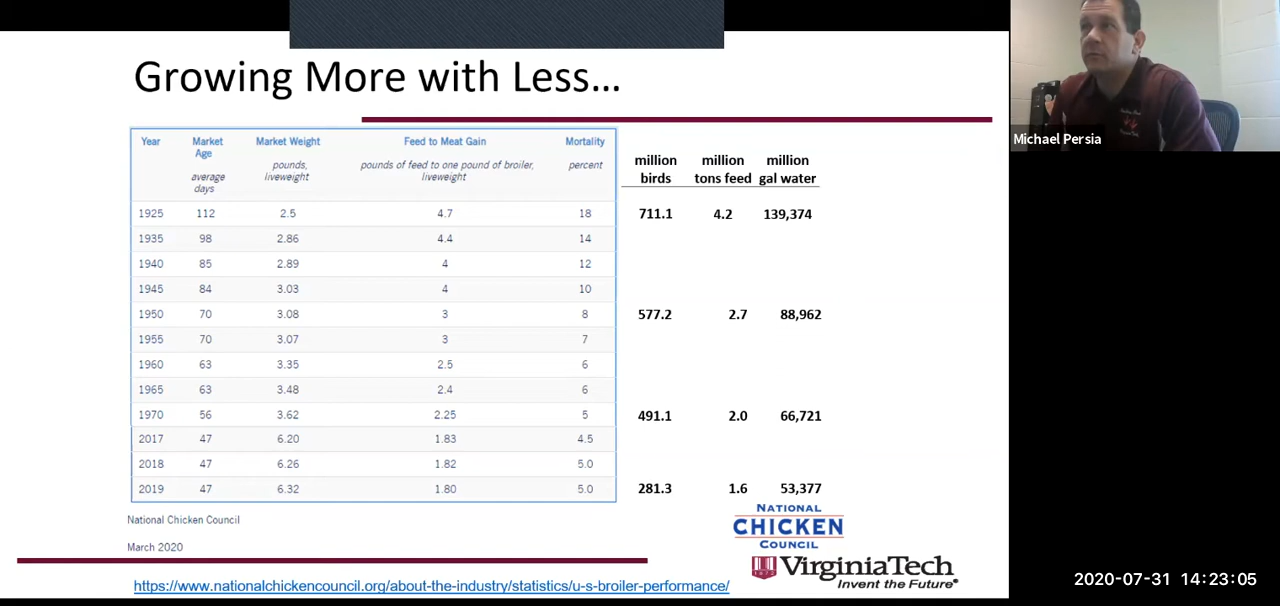 Growing More with Less...
Year Market Age Market Weight Feed to Meat Gain Mortality
average days pounds, liveweight pounds of feed to one pound of broiler, liveweight percent
million birds million tons feed million gal water
1925 112 2.5 4.7 18 711.1 4.2 139,374
1935 98 2.86 4.4 14
1940 85 2.89 4 12
1945 84 3.03 4 10
1950 70 3.08 3 8 577.2 2.7 88,962
1955 70 3.07 3 7
1960 63 3.35 2.5 6
1965 63 3.48 2.4 6
1970 56 3.62 2.25 5 491.1 2.0 66,721
2017 47 6.20 1.83 4.5
2018 47 6.26 1.82 5.0
2019 47 6.32 1.80 5.0 281.3 1.6 53,377
National Chicken Council
March 2020
NATIONAL
CHICKEN
COUNCIL
VirginiaTech
Invent the Future®
https://www.nationalchickencouncil.org/about-the-industry/statistics/u-s-broiler-performance/
Michael Persia
2020-07-31 14:23:05